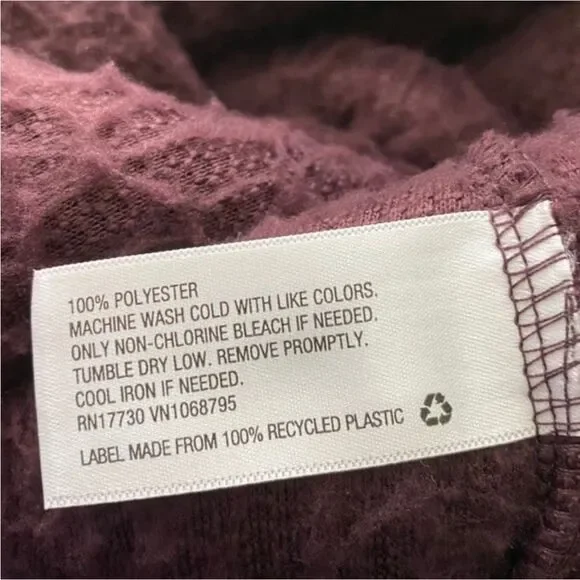 100% POLYESTER
MACHINE WASH COLD WITH LIKE COLORS.
ONLY NON-CHLORINE BLEACH IF NEEDED.
TUMBLE DRY LOW. REMOVE PROMPTLY.
COOL IRON IF NEEDED.
RN17730 VN1068795
LABEL MADE FROM 100% RECYCLED PLASTIC